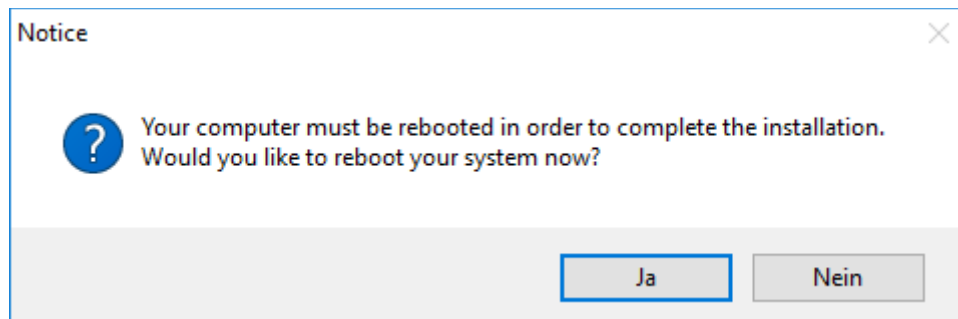 Notice
Your computer must be rebooted in order to complete the installation.
Would you like to reboot your system now?
Ja
Nein